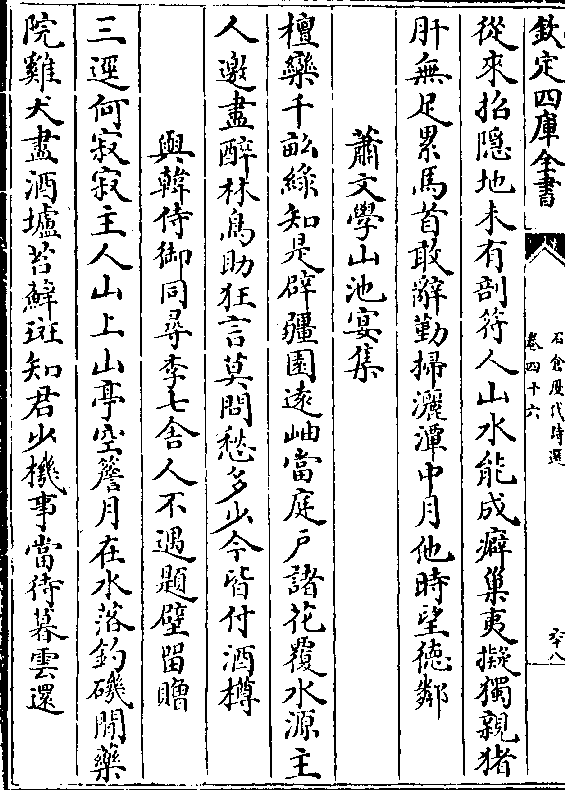 欽定四庫全書
石倉厯代詩選
卷四十六
從來招隱地未有剖符人山水能成癖巢夷擬獨親猪
肝無足累馬首敢辭勤掃灑潭中月他時望德鄰
蕭文學山池宴集
檀欒千畝綠知是辟疆園遠岫當庭戸諸花覆水源主
人邀盡醉林鳥助狂言莫問愁多少今皆付酒樽
與韓侍御同尋李七舍人不遇題壁留贈
三逕何寂寂主人山上山亭空簷月在水落釣磯閒藥
院雞犬盡酒壚苔蘚斑知君少機事當待暮雲還